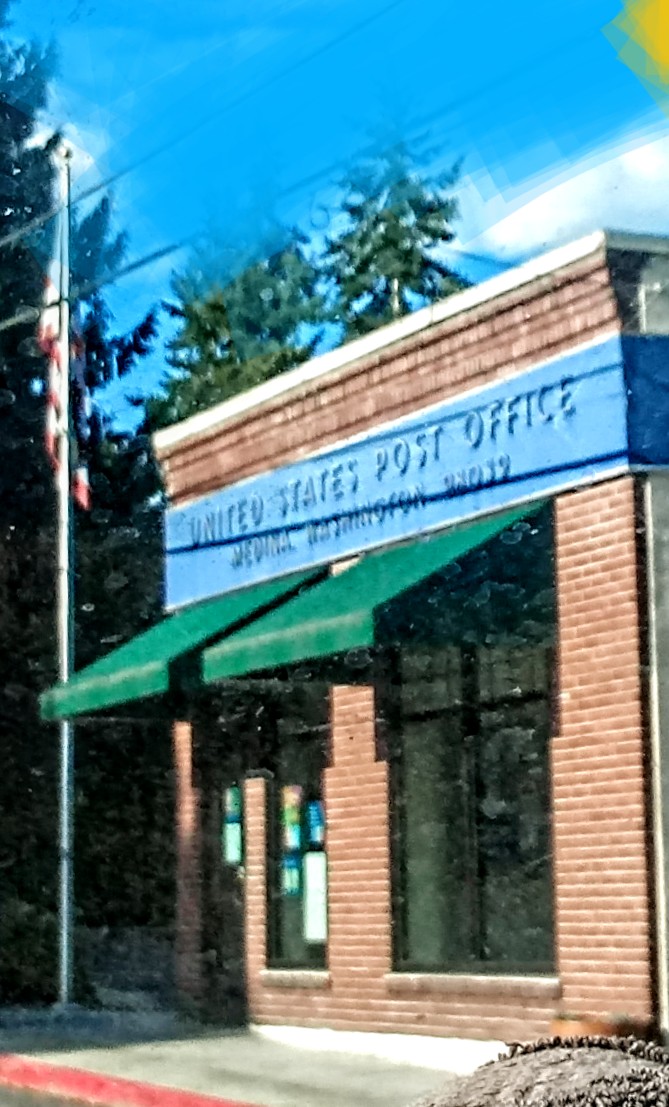 UNITED STATES POST OFFICE
MEDINA, WASHINGTON 98039